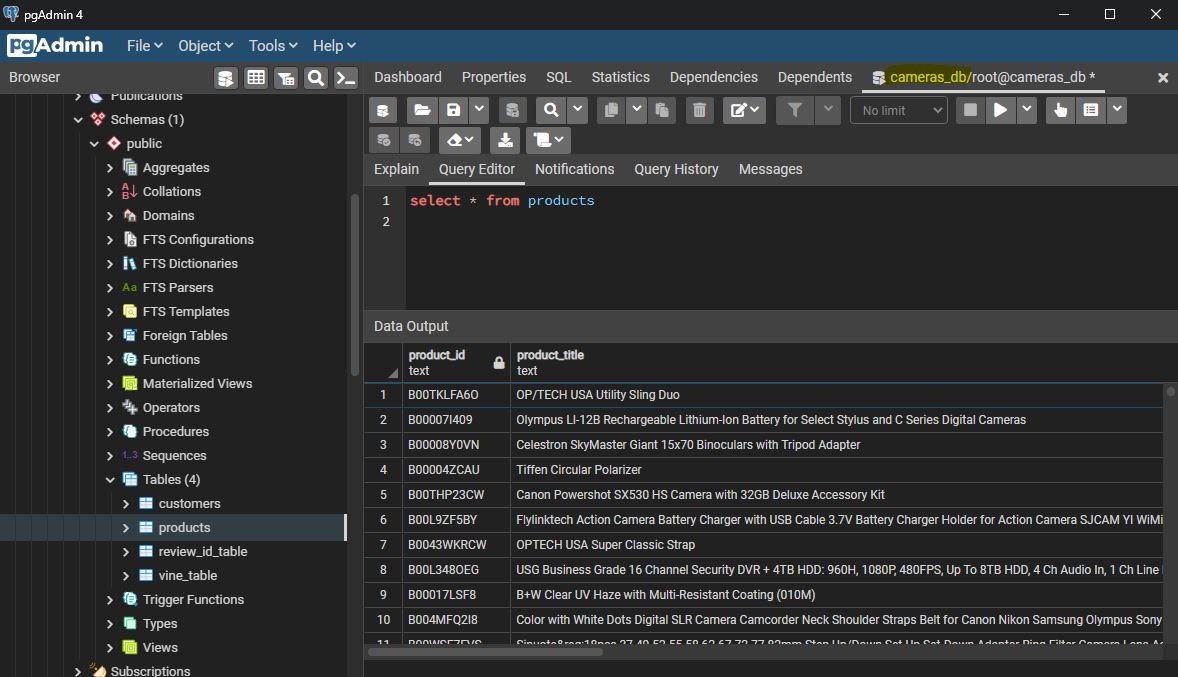 pgAdmin 4
pgAdmin File Object Tools Help
Browser
Dashboard Properties SQL Statistics Dependencies Dependents cameras_db/root@cameras_db *
Publications
Schemas (1)
public
Aggregates
Collations
Domains
FTS Configurations
FTS Dictionaries
Aa FTS Parsers
FTS Templates
Foreign Tables
Functions
Materialized Views
Operators
Procedures
1..3 Sequences
Tables (4)
customers
products
review_id_table
vine_table
Trigger Functions
Types
Views
Subscriptions
No limit
Explain Query Editor Notifications Query History Messages
1 select * from products
2
Data Output
product_id product_title
text text
1 B00TKLFA6O OP/TECH USA Utility Sling Duo
2 B00007I409 Olympus LI-12B Rechargeable Lithium-Ion Battery for Select Stylus and C Series Digital Cameras
3 B00008Y0VN Celestron SkyMaster Giant 15x70 Binoculars with Tripod Adapter
4 B00004ZCAU Tiffen Circular Polarizer
5 B00THP23CW Canon Powershot SX530 HS Camera with 32GB Deluxe Accessory Kit
6 B00L9ZF5BY Flylinktech Action Camera Battery Charger with USB Cable 3.7V Battery Charger Holder for Action Camera SJCAM YI WiMi
7 B0043WKRCW OPTECH USA Super Classic Strap
8 B00L348OEG USG Business Grade 16 Channel Security DVR + 4TB HDD: 960H, 1080P, 480FPS, Up To 8TB HDD, 4 Ch Audio In, 1 Ch Line
9 B00017LSF8 B+W Clear UV Haze with Multi-Resistant Coating (010M)
10 B004MFQ2I8 Color with White Dots Digital SLR Camera Camcorder Neck Shoulder Straps Belt for Canon Nikon Samsung Olympus Sony
11